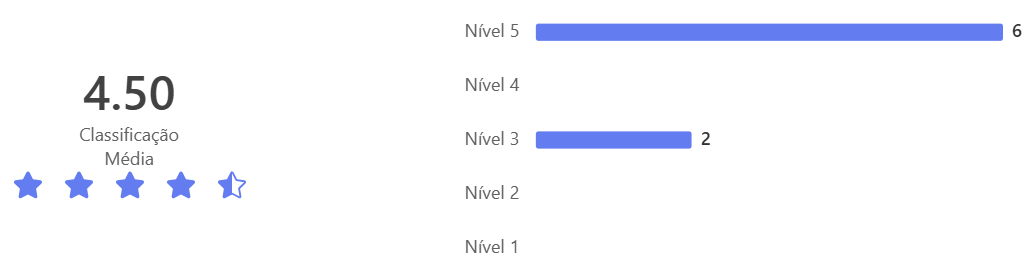 4.50
Classificação
Média
Nível 5 6
Nível 4
Nível 3 2
Nível 2
Nível 1